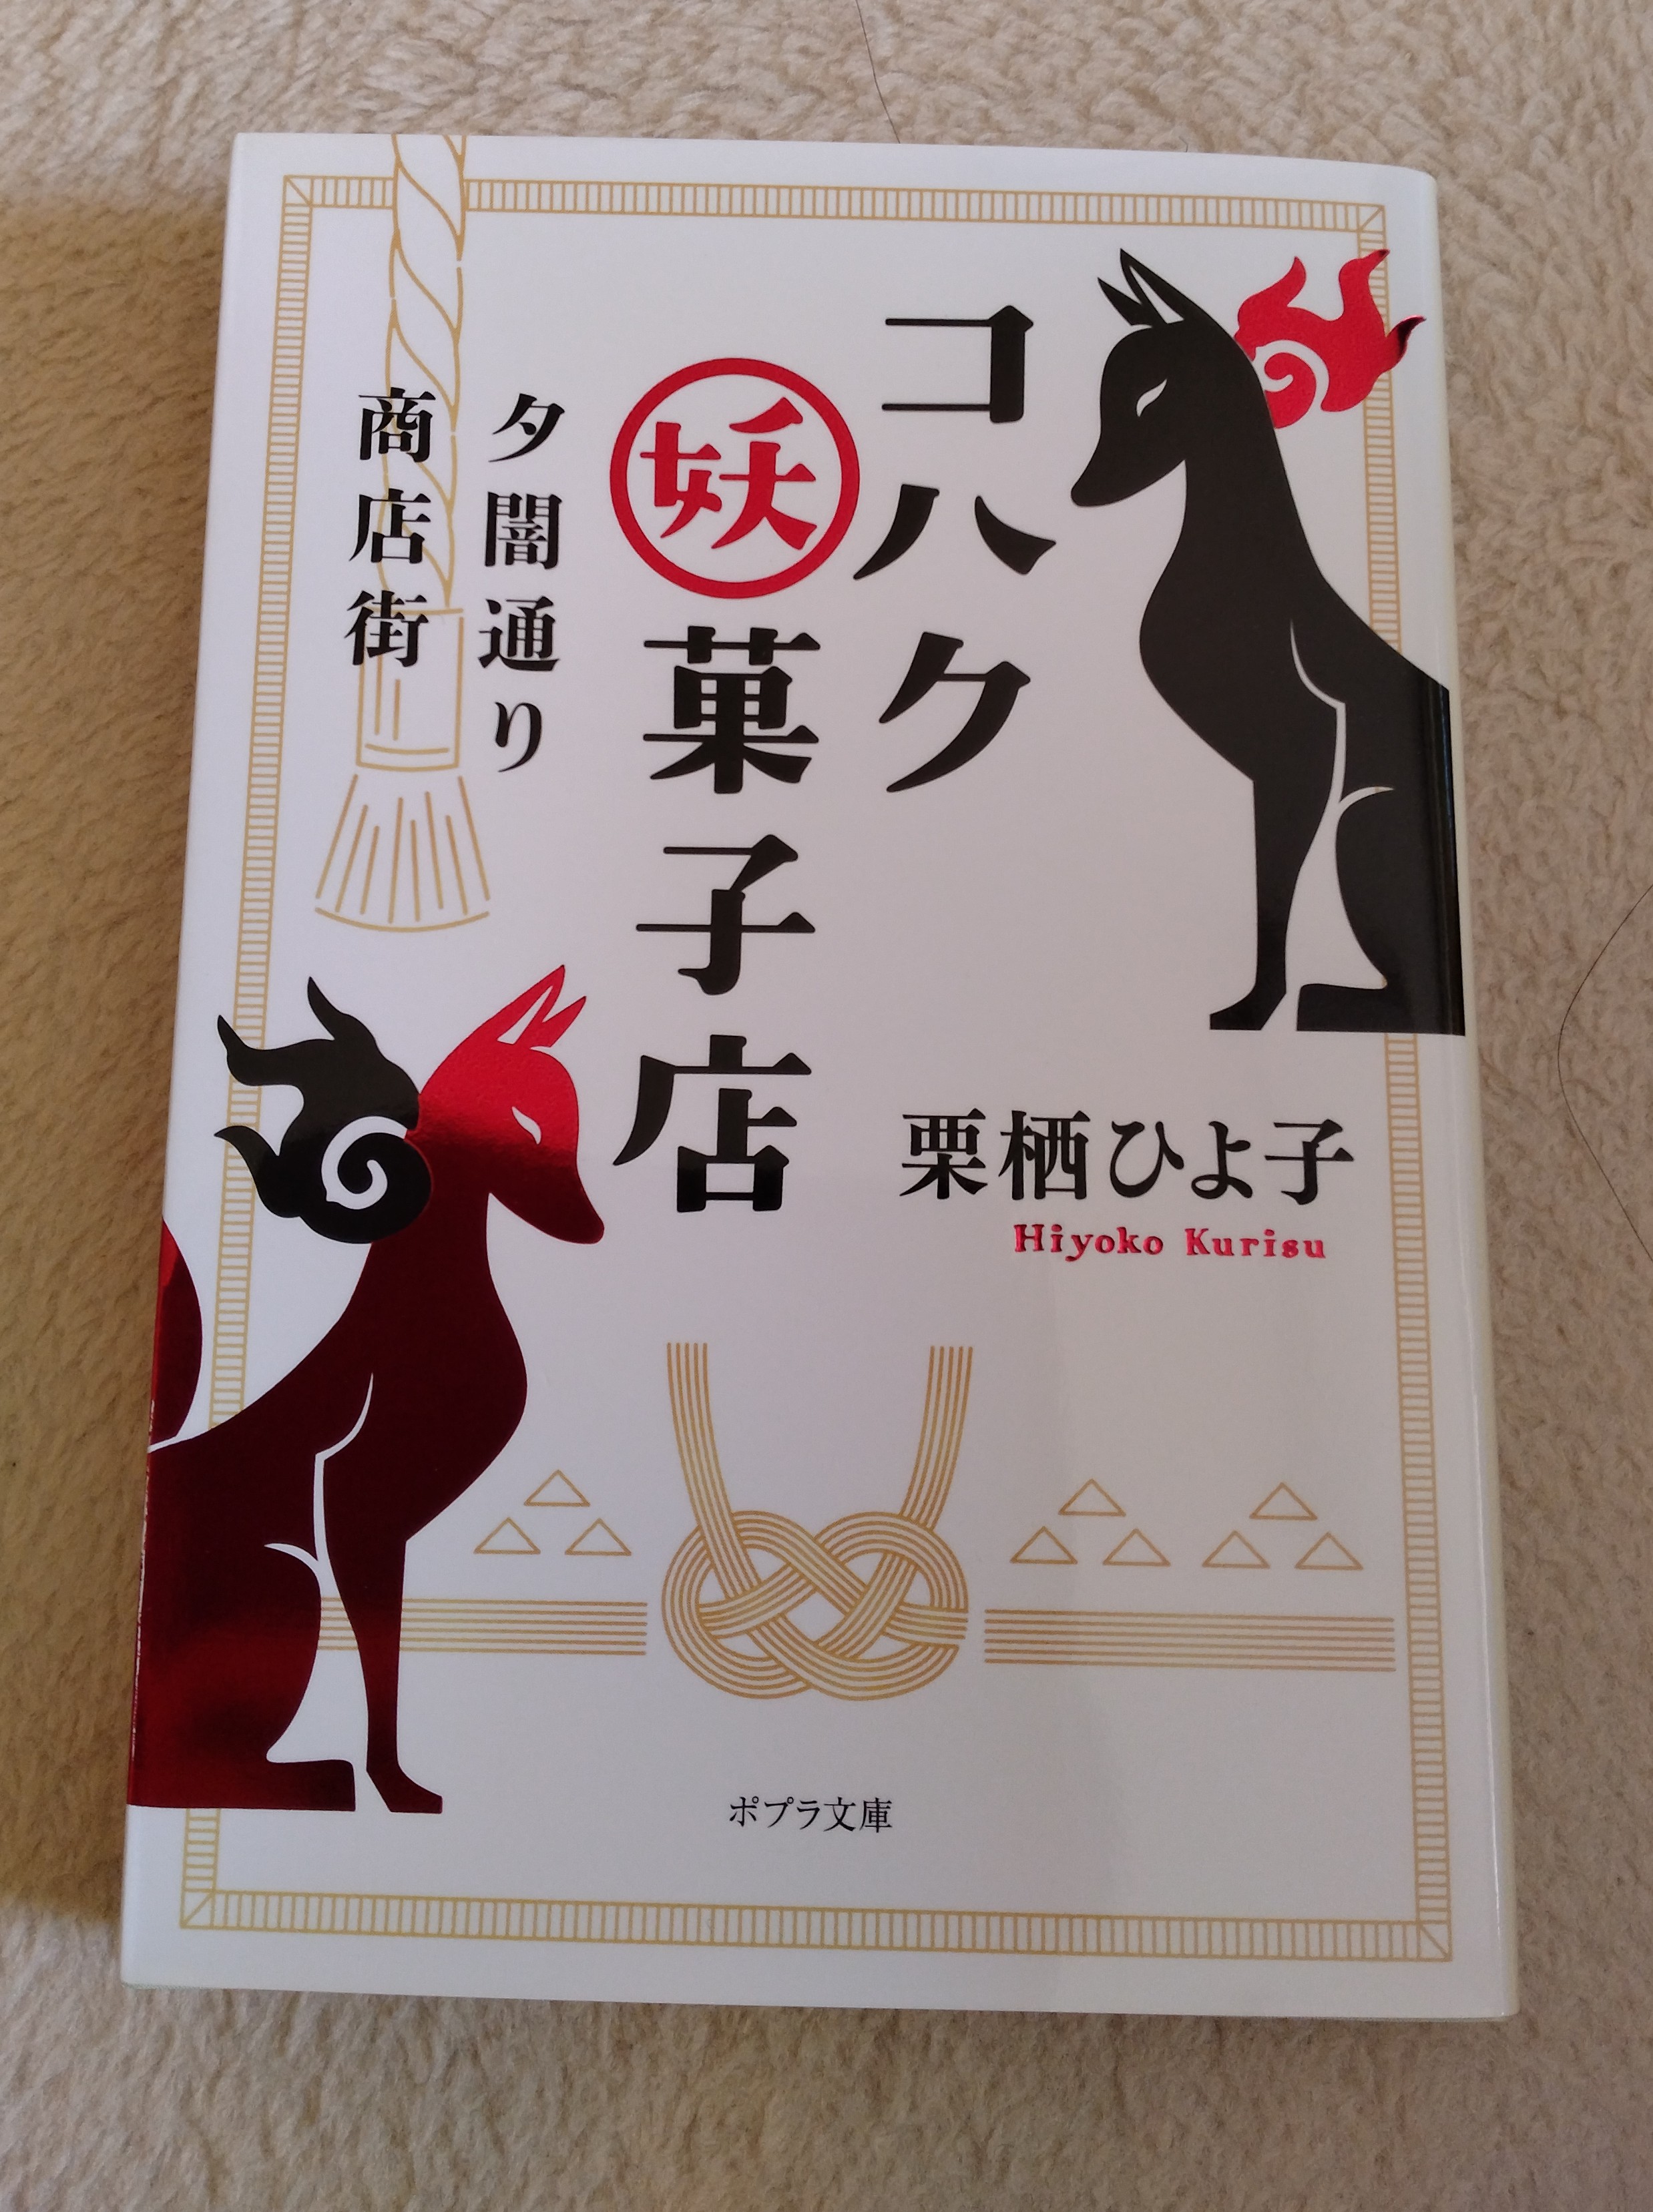 コハク
妖菓子店
夕闇通り
商店街
栗栖ひよ子
Hiyoko Kurisu
ポプラ文庫